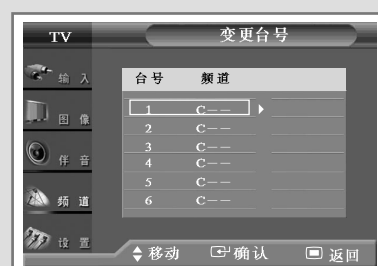 TV
变更台号
输 入
图 像
伴 音
频 道
设 置
台号 频道
1 C－－
2 C－－
3 C－－
4 C－－
5 C－－
6 C－－
移动 确认 返回